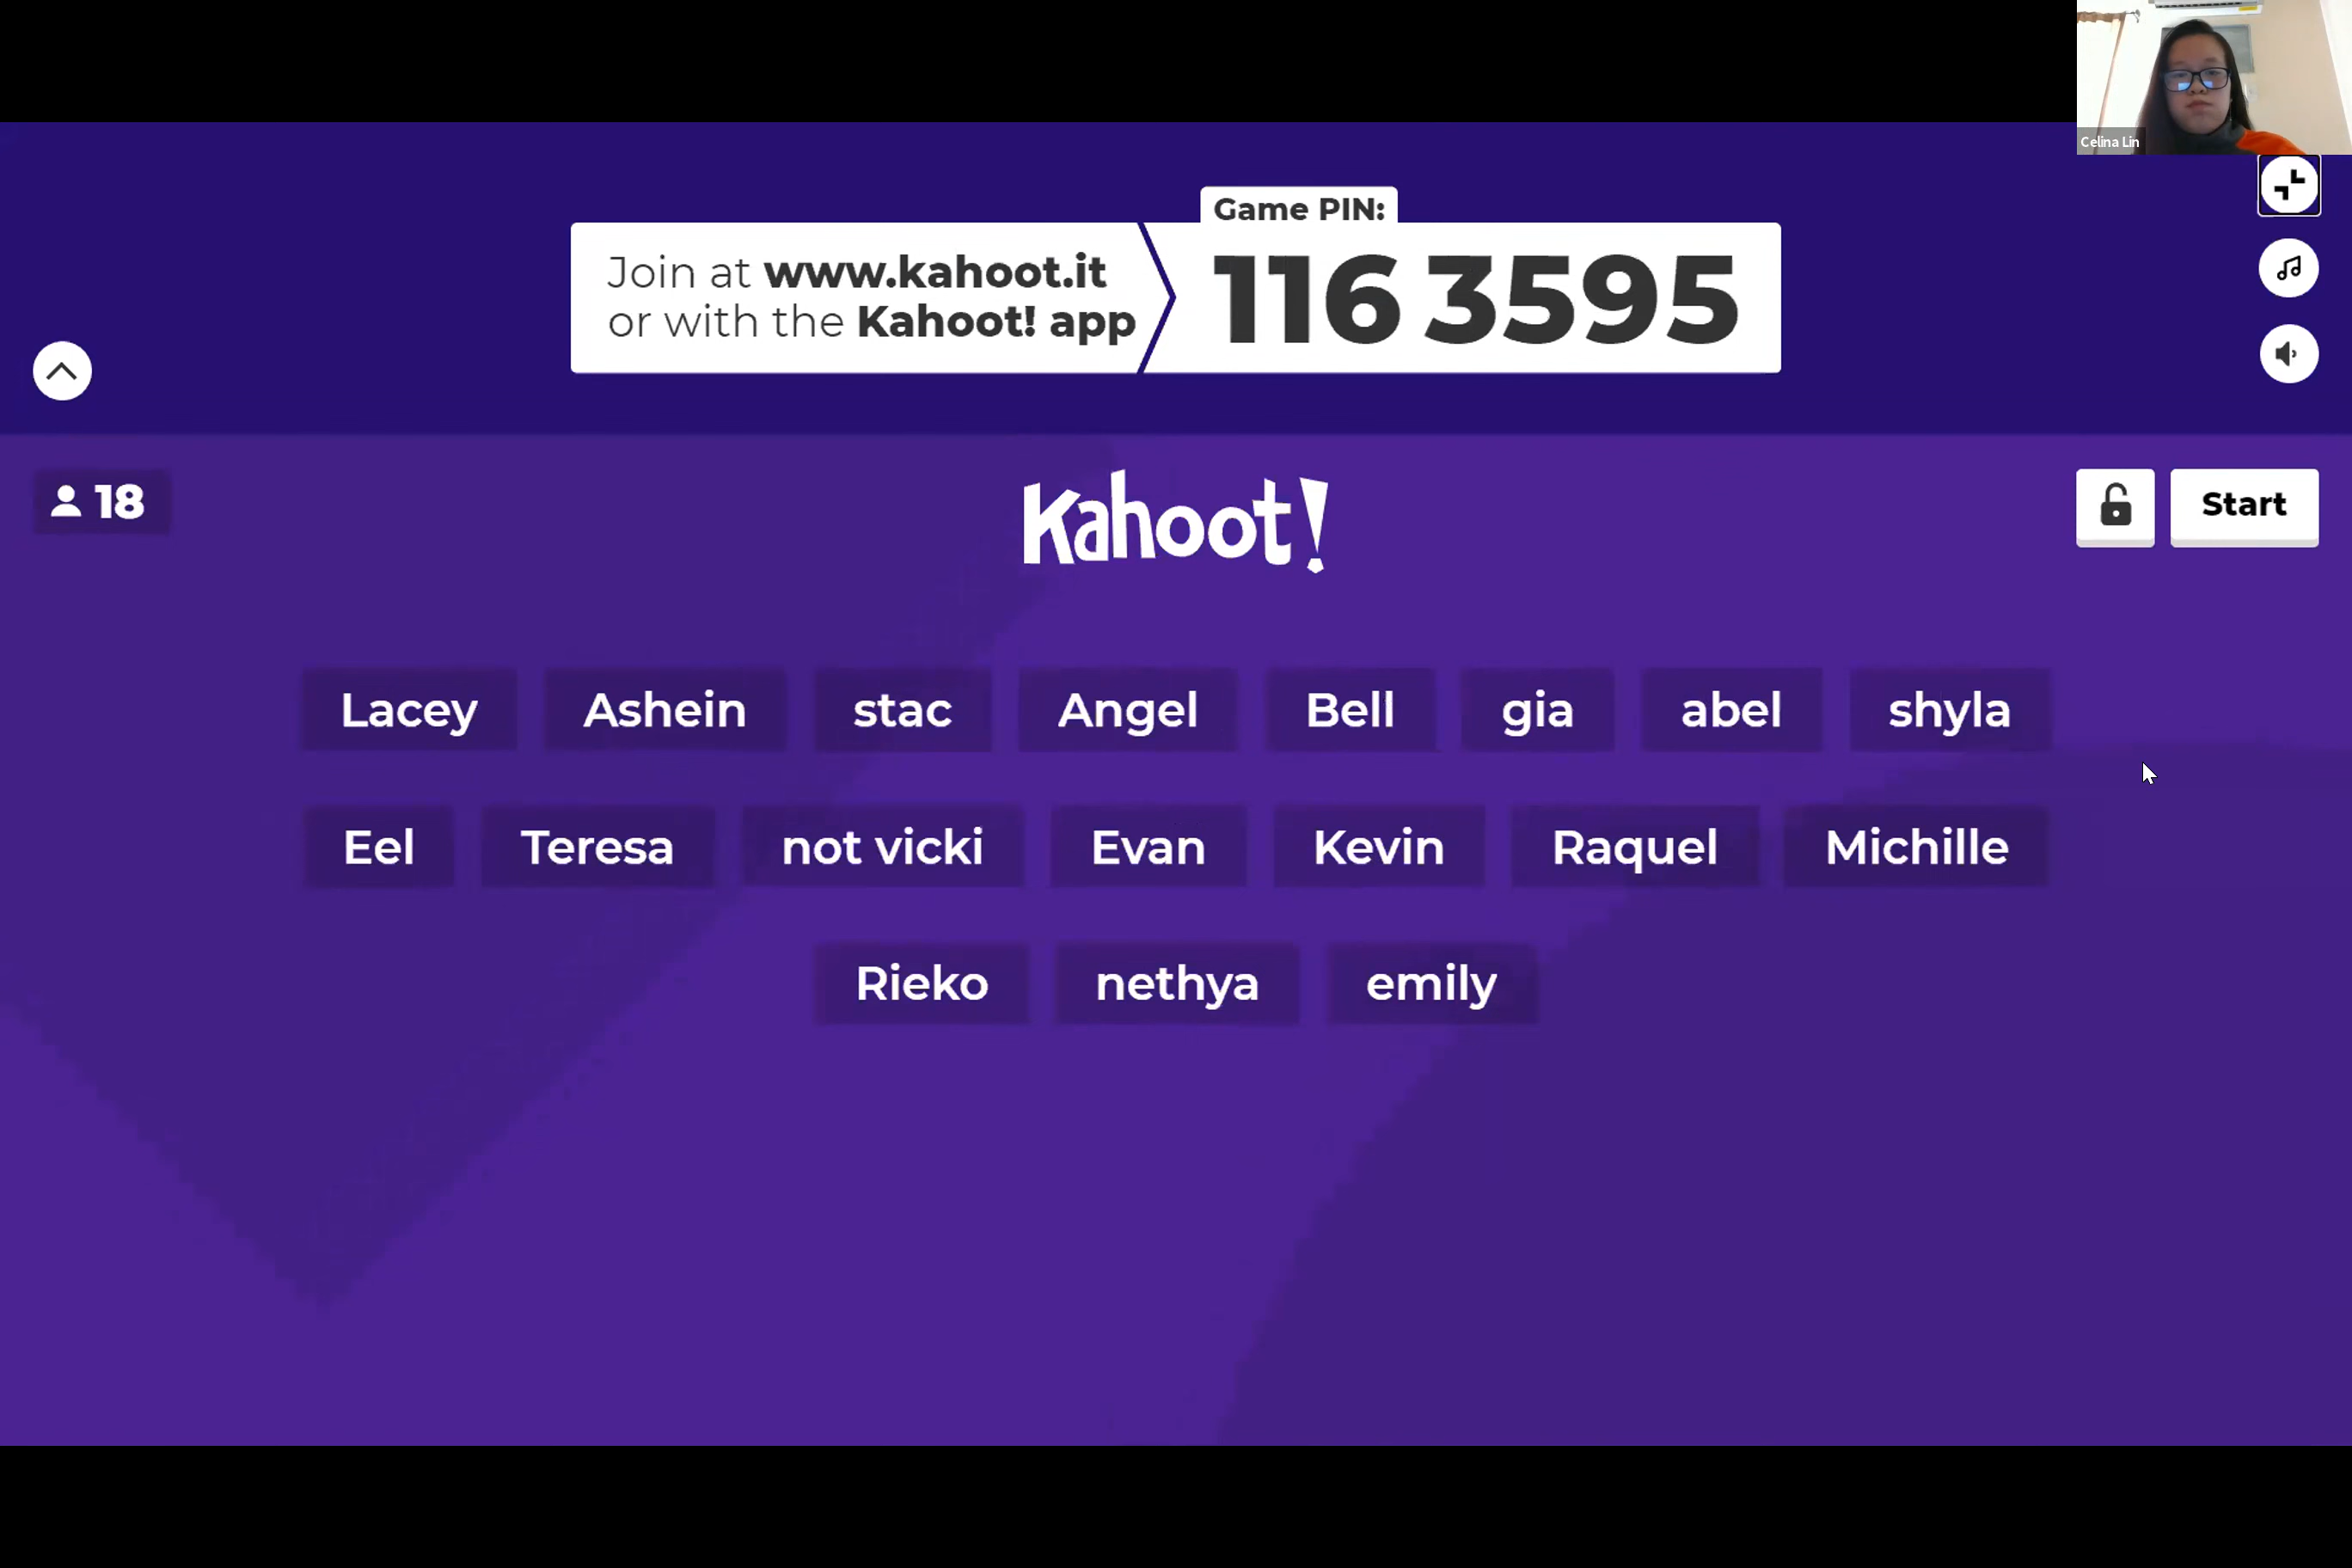 Celina Lin
Game PIN:
Join at www.kahoot.it
or with the Kahoot! app
116 3595
18
Kahoot!
Start
Lacey Ashein stac Angel Bell gia abel shyla
Eel Teresa not vicki Evan Kevin Raquel Michille
Rieko nethya emily